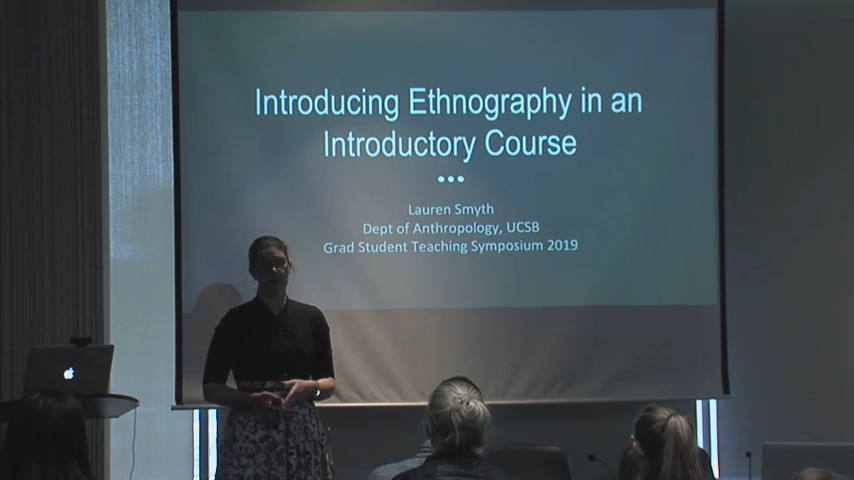 Introducing Ethnography in an
Introductory Course
Lauren Smyth
Dept of Anthropology, UCSB
Grad Student Teaching Symposium 2019